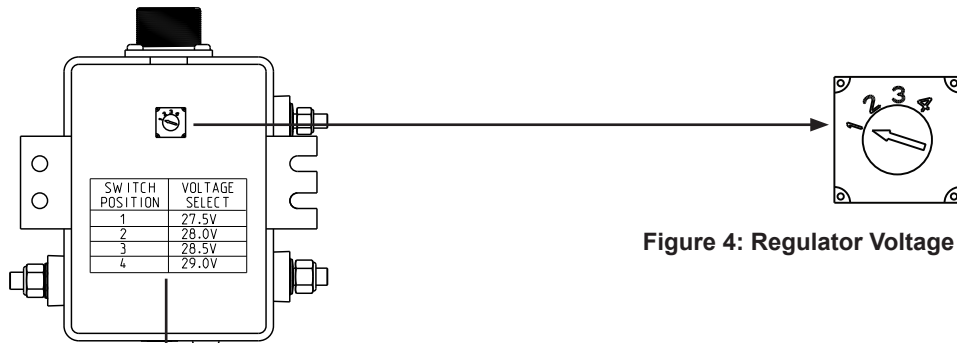 1 2 3 4
SWITCH POSITION VOLTAGE SELECT
1 27.5V
2 28.0V
3 28.5V
4 29.0V
Figure 4: Regulator Voltage